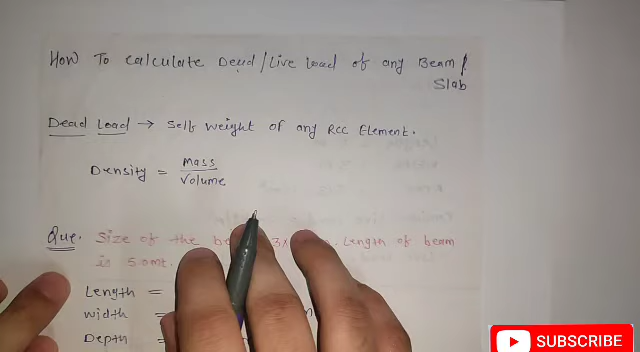 How To calculate Dead/Live load of any Beam/
Slab
Dead Load → Self weight of any RCC Element.
Density = Mass
Volume
Que. Size of the 3x Length of beam
is 5.0mt.
Length =
width =
Depth =
SUBSCRIBE